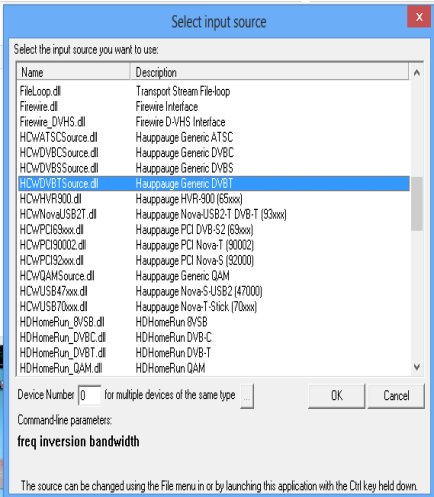 Select input source
x
Select the input source you want to use:
Name Description
FileLoop.dll Transport Stream File-loop
Firewire.dll Firewire Interface
Firewire_DVHS.dll Firewire D-VHS Interface
HCWATSCSource.dll Hauppauge Generic ATSC
HCWDVBCSource.dll Hauppauge Generic DVBC
HCWDVBSSource.dll Hauppauge Generic DVBS
HCWDVBTSource.dll Hauppauge Generic DVBT
HCWHVR900.dll Hauppauge HVR-900 (65xxx)
HCWNovaUSB2T.dll Hauppauge Nova-USB2-T DVB-T (93xxx)
HCWPCI69xxx.dll Hauppauge PCI DVB-S2 (69xxx)
HCWPCI90002.dll Hauppauge PCI Nova-T (90002)
HCWPCI92xxx.dll Hauppauge PCI Nova-S (92000)
HCWQAMSource.dll Hauppauge Generic QAM
HCWUSB47xxx.dll Hauppauge Nova-S-USB2 (47000)
HCWUSB70xxx.dll Hauppauge Nova-T-Stick (70xxx)
HDHomeRun_8VSB.dll HDHomeRun 8VSB
HDHomeRun_DVBC.dll HDHomeRun DVB-C
HDHomeRun_DVBT.dll HDHomeRun DVB-T
HDHomeRun_QAM.dll HDHomeRun QAM
Device Number 0 for multiple devices of the same type ... OK Cancel
Command-line parameters:
freq inversion bandwidth
The source can be changed using the File menu in or by launching this application with the Ctrl key held down.